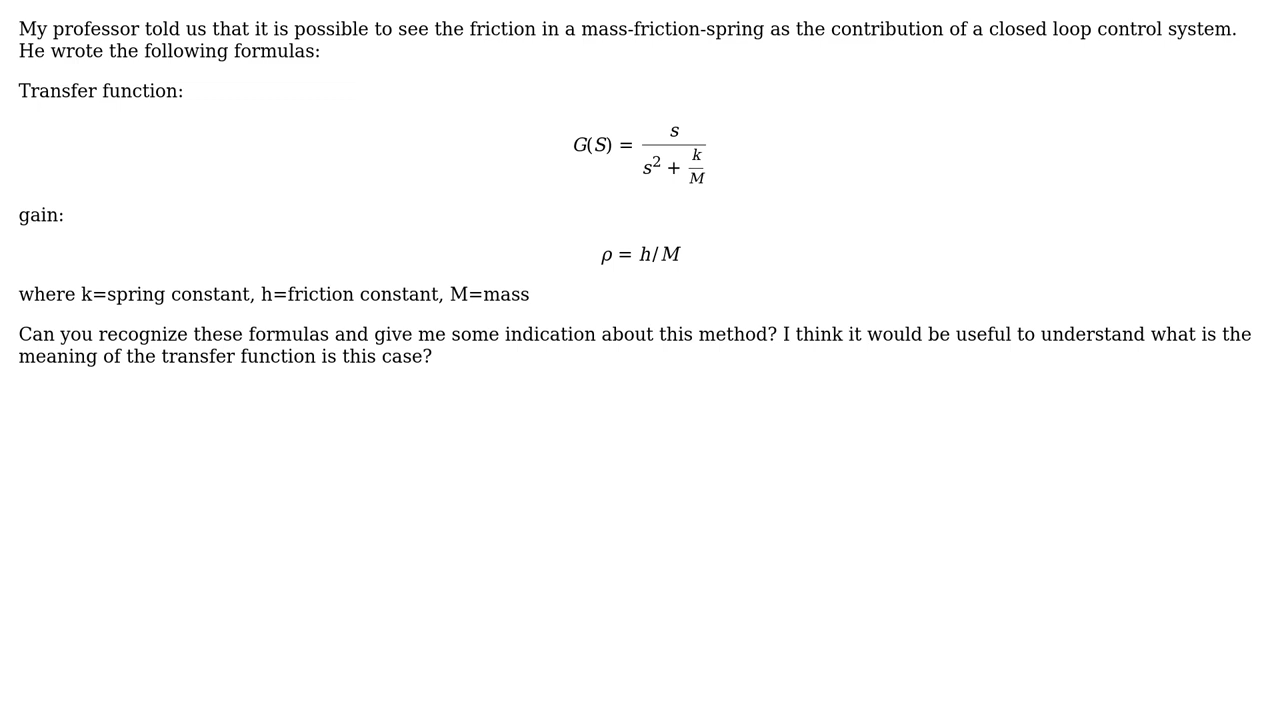 My professor told us that it is possible to see the friction in a mass-friction-spring as the contribution of a closed loop control system.
He wrote the following formulas:
Transfer function:
G(S) = s / (s² + k/M)
gain:
ρ = h/M
where k=spring constant, h=friction constant, M=mass
Can you recognize these formulas and give me some indication about this method? I think it would be useful to understand what is the
meaning of the transfer function is this case?